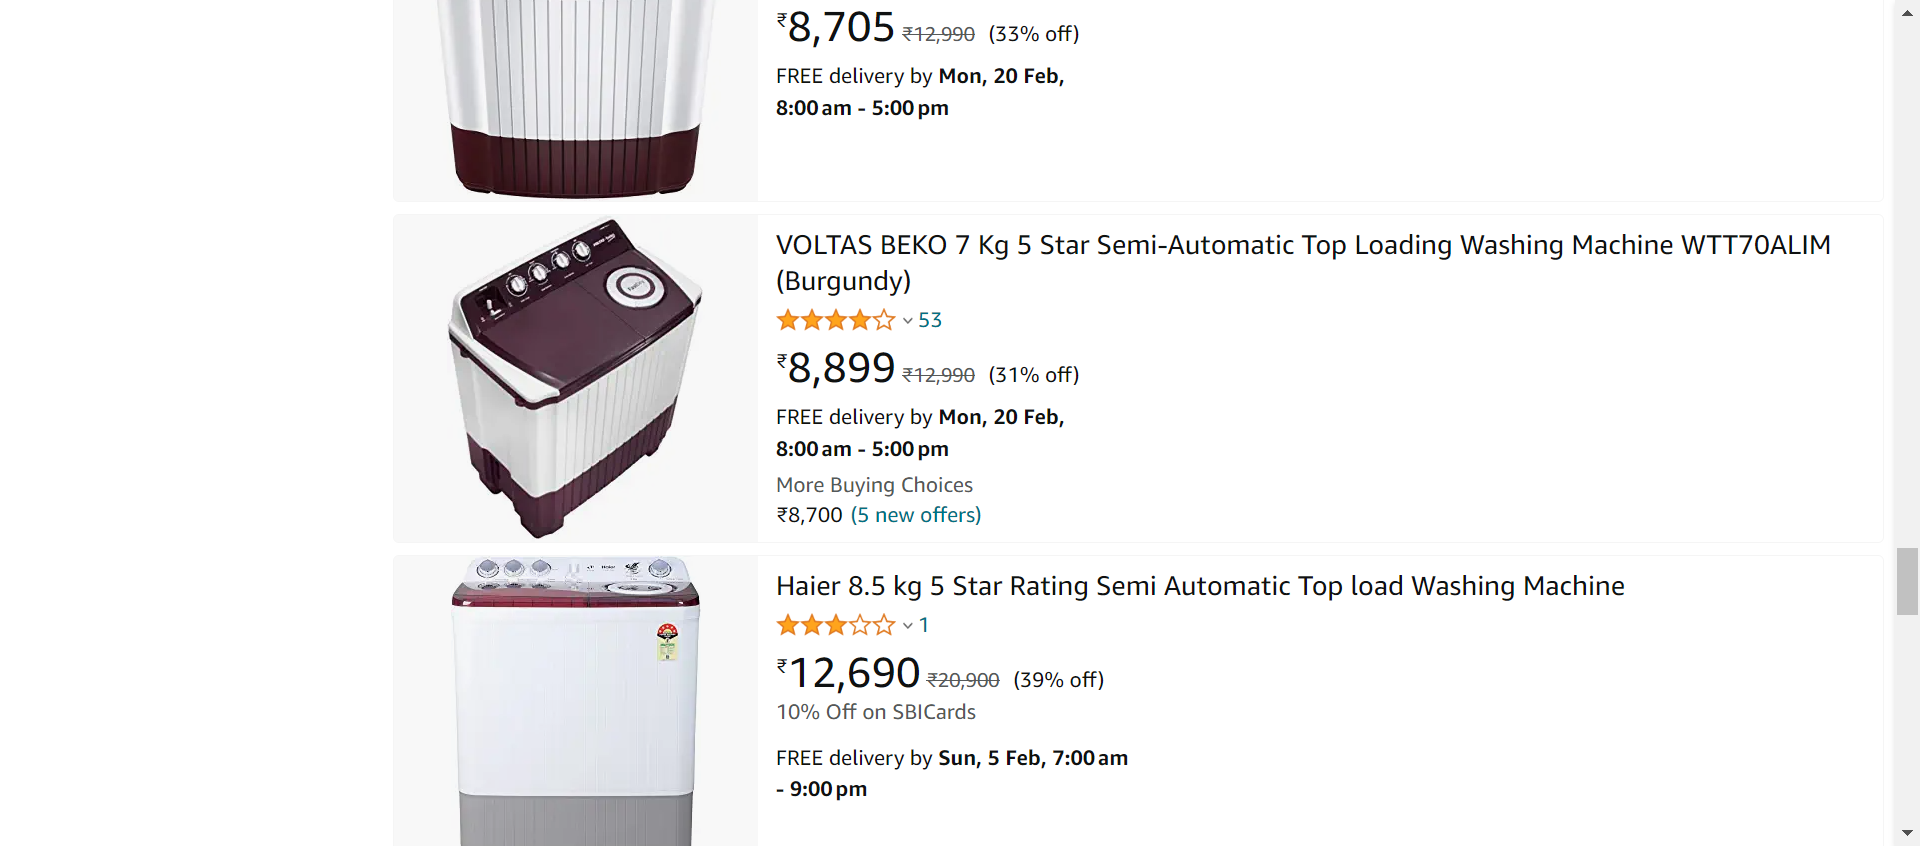 ₹8,705 ₹12,990 (33% off)
FREE delivery by Mon, 20 Feb,
8:00 am - 5:00 pm
VOLTAS BEKO 7 Kg 5 Star Semi-Automatic Top Loading Washing Machine WTT70ALIM
(Burgundy)
53
₹8,899 ₹12,990 (31% off)
FREE delivery by Mon, 20 Feb,
8:00 am - 5:00 pm
More Buying Choices
₹8,700 (5 new offers)
Haier
Haier 8.5 kg 5 Star Rating Semi Automatic Top load Washing Machine
1
₹12,690 ₹20,900 (39% off)
10% Off on SBICards
FREE delivery by Sun, 5 Feb, 7:00 am
- 9:00 pm